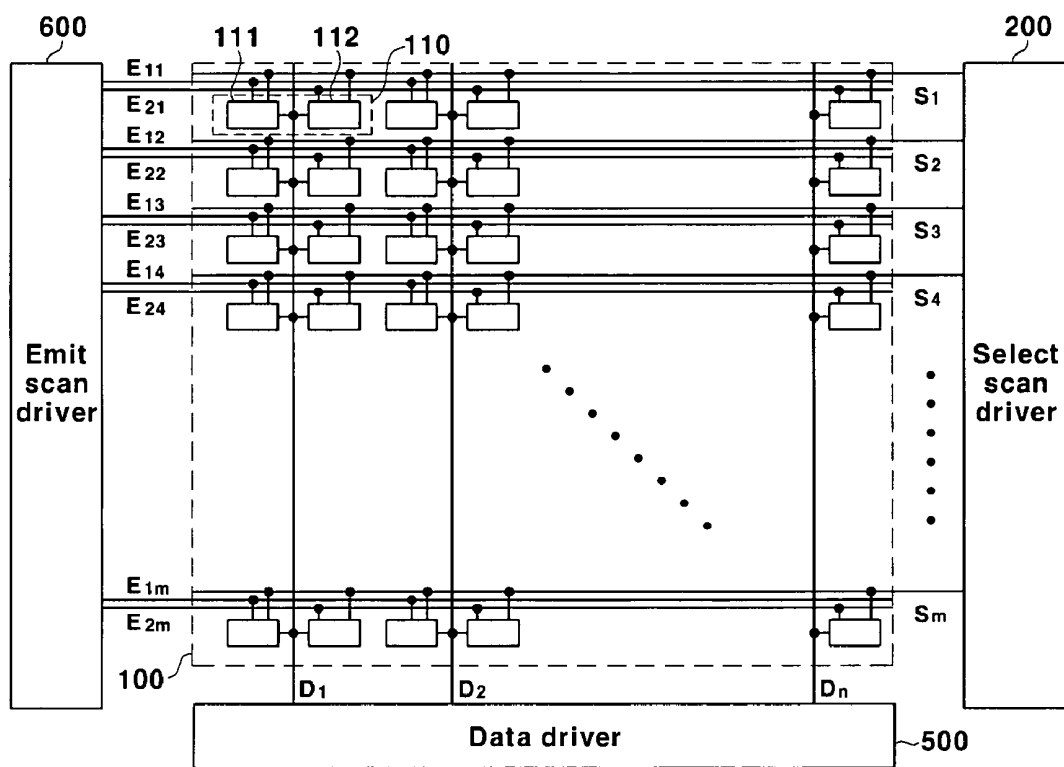 600
111
112
110
200
E11
E21
S1
E12
E22
S2
E13
E23
S3
E14
E24
S4
Emit
scan
driver
Select
scan
driver
E1m
E2m
Sm
100
D1
D2
Dn
Data driver
500